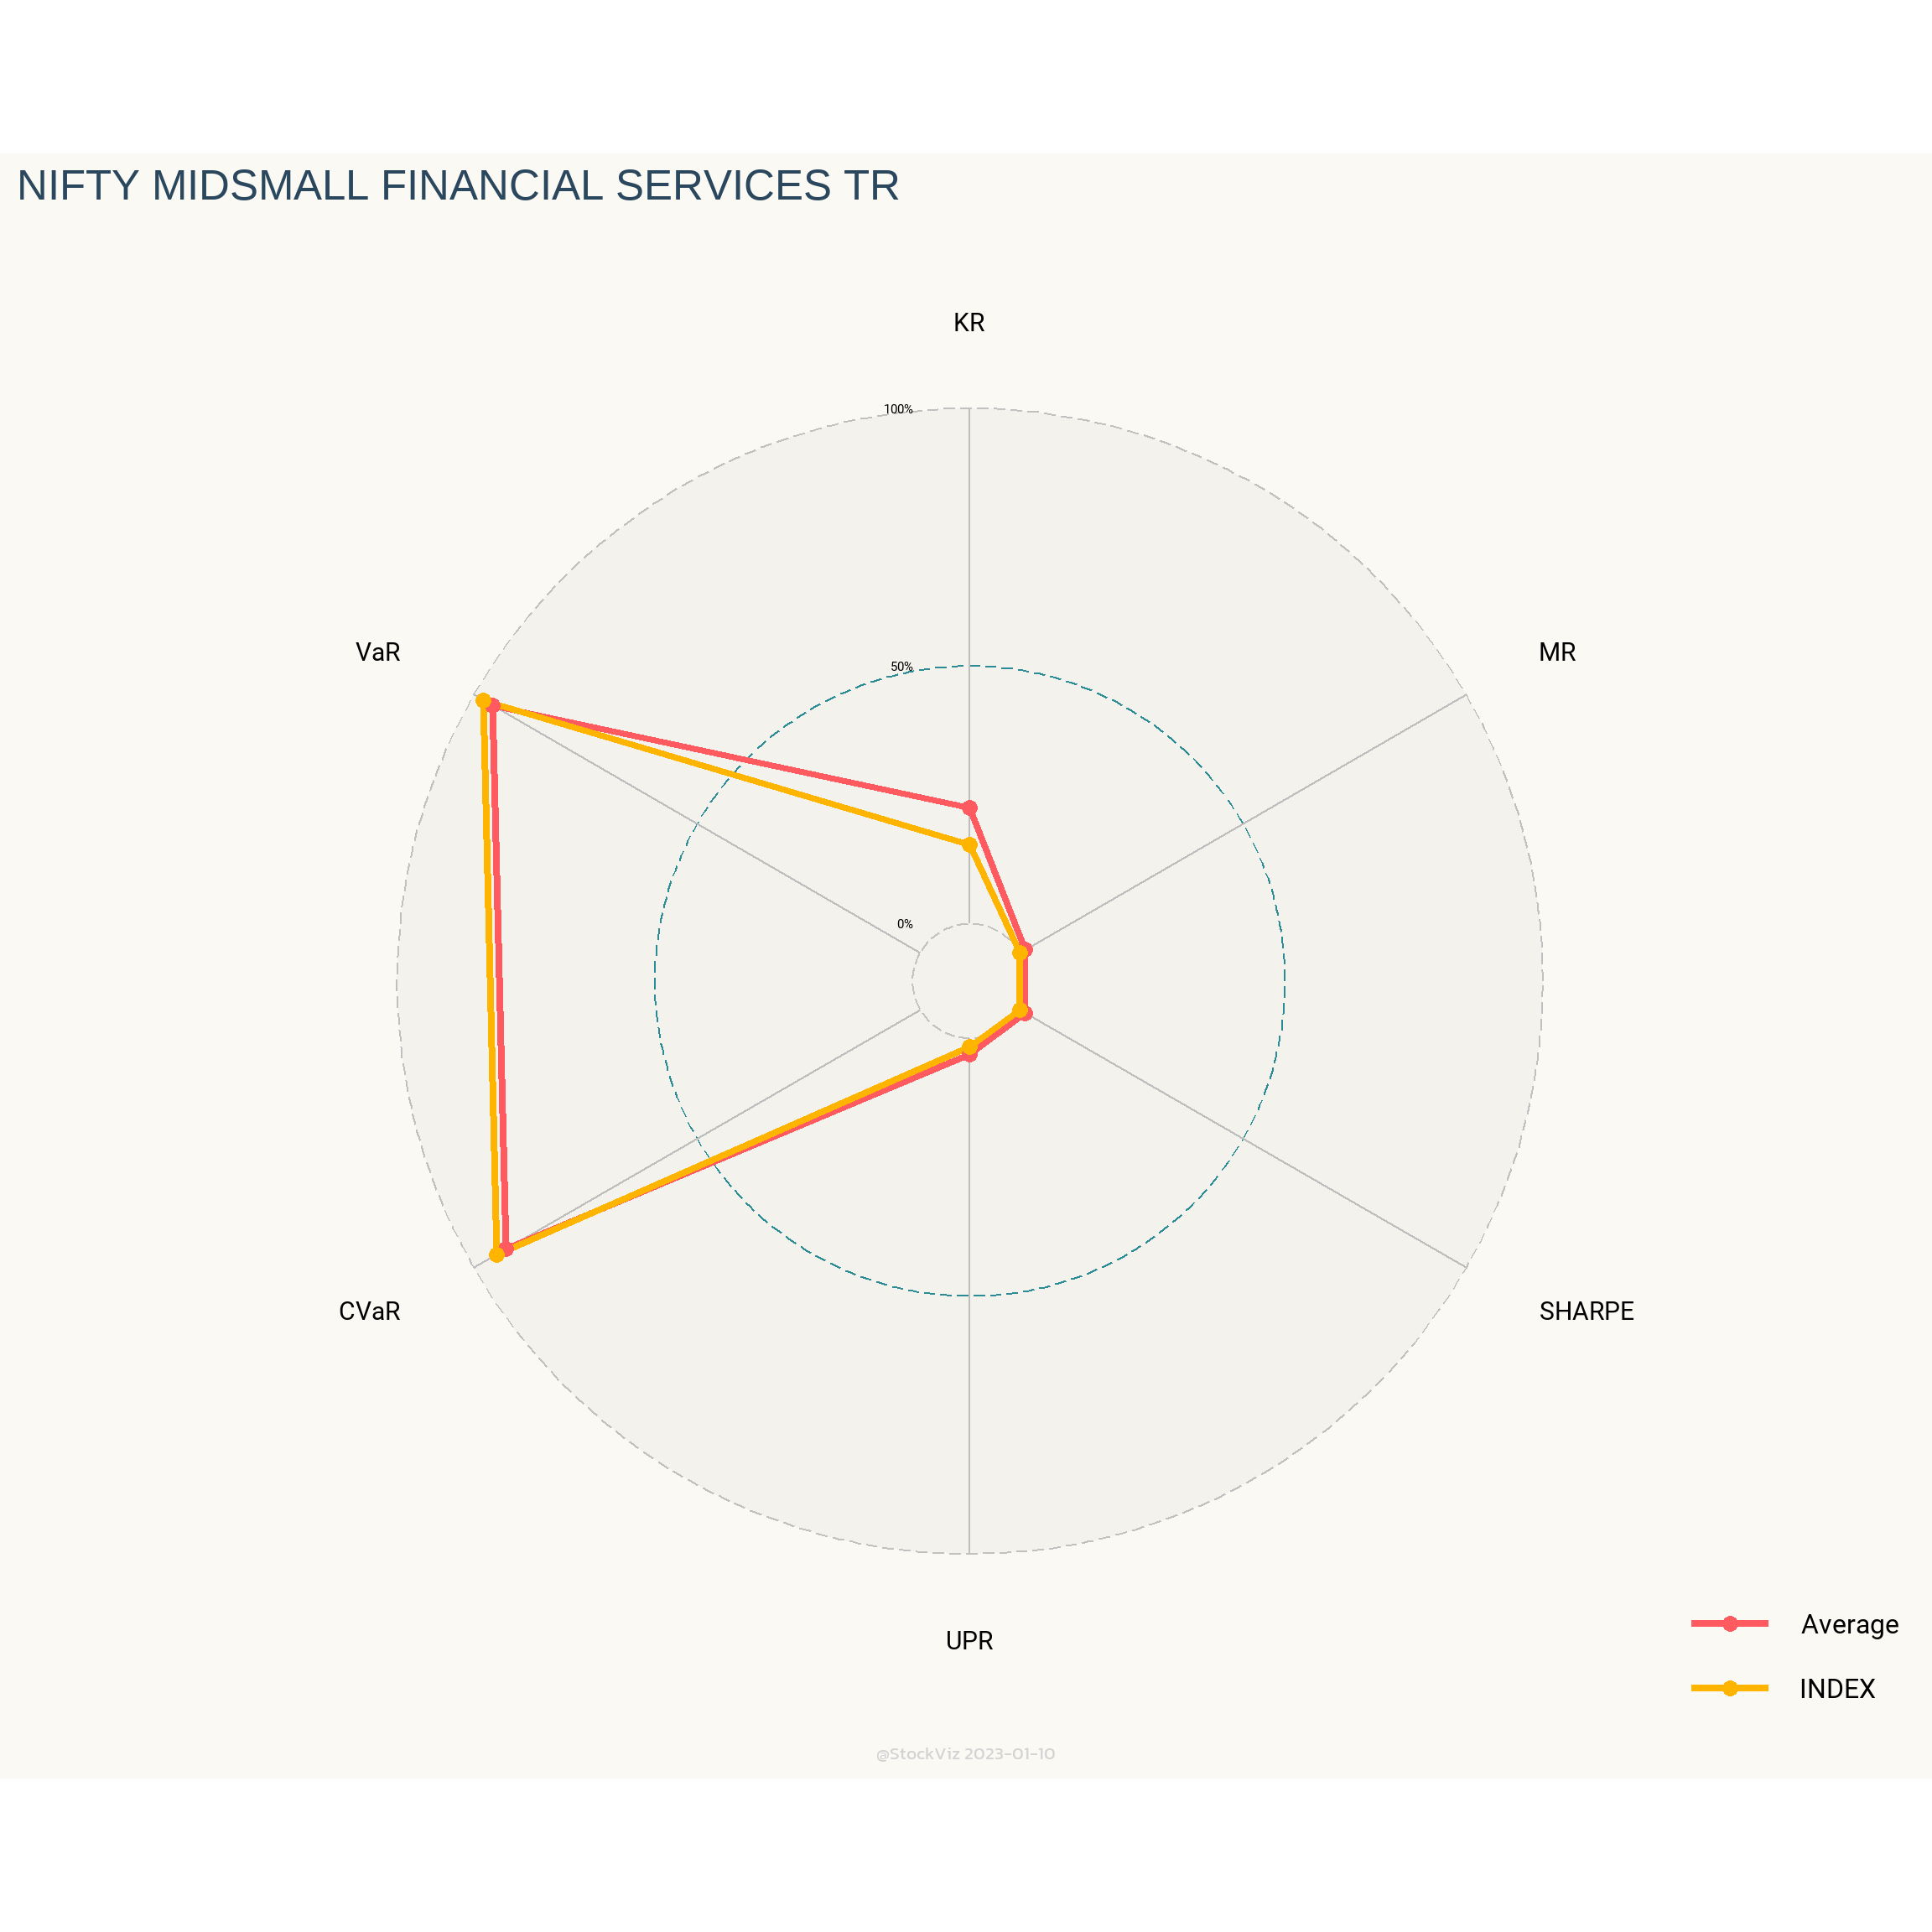 NIFTY MIDSMALL FINANCIAL SERVICES TR
KR
100%
VaR
MR
50%
0%
CVaR
SHARPE
UPR
Average
INDEX
@StockViz 2023-01-10